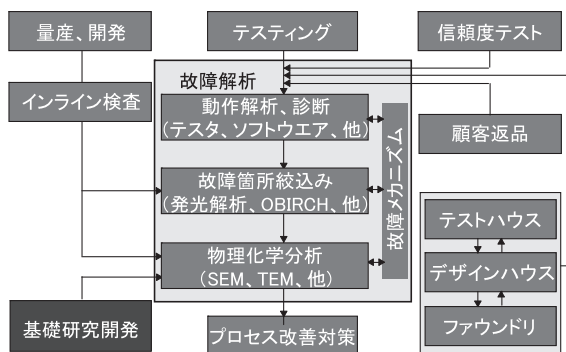 量産、開発
テスティング
信頼度テスト
故障解析
インライン検査
動作解析、診断
(テスタ、ソフトウエア、他)
顧客返品
故障メカニズム
故障箇所絞込み
(発光解析、OBIRCH、他)
物理化学分析
(SEM、TEM、他)
テストハウス
デザインハウス
ファウンドリ
基礎研究開発
プロセス改善対策